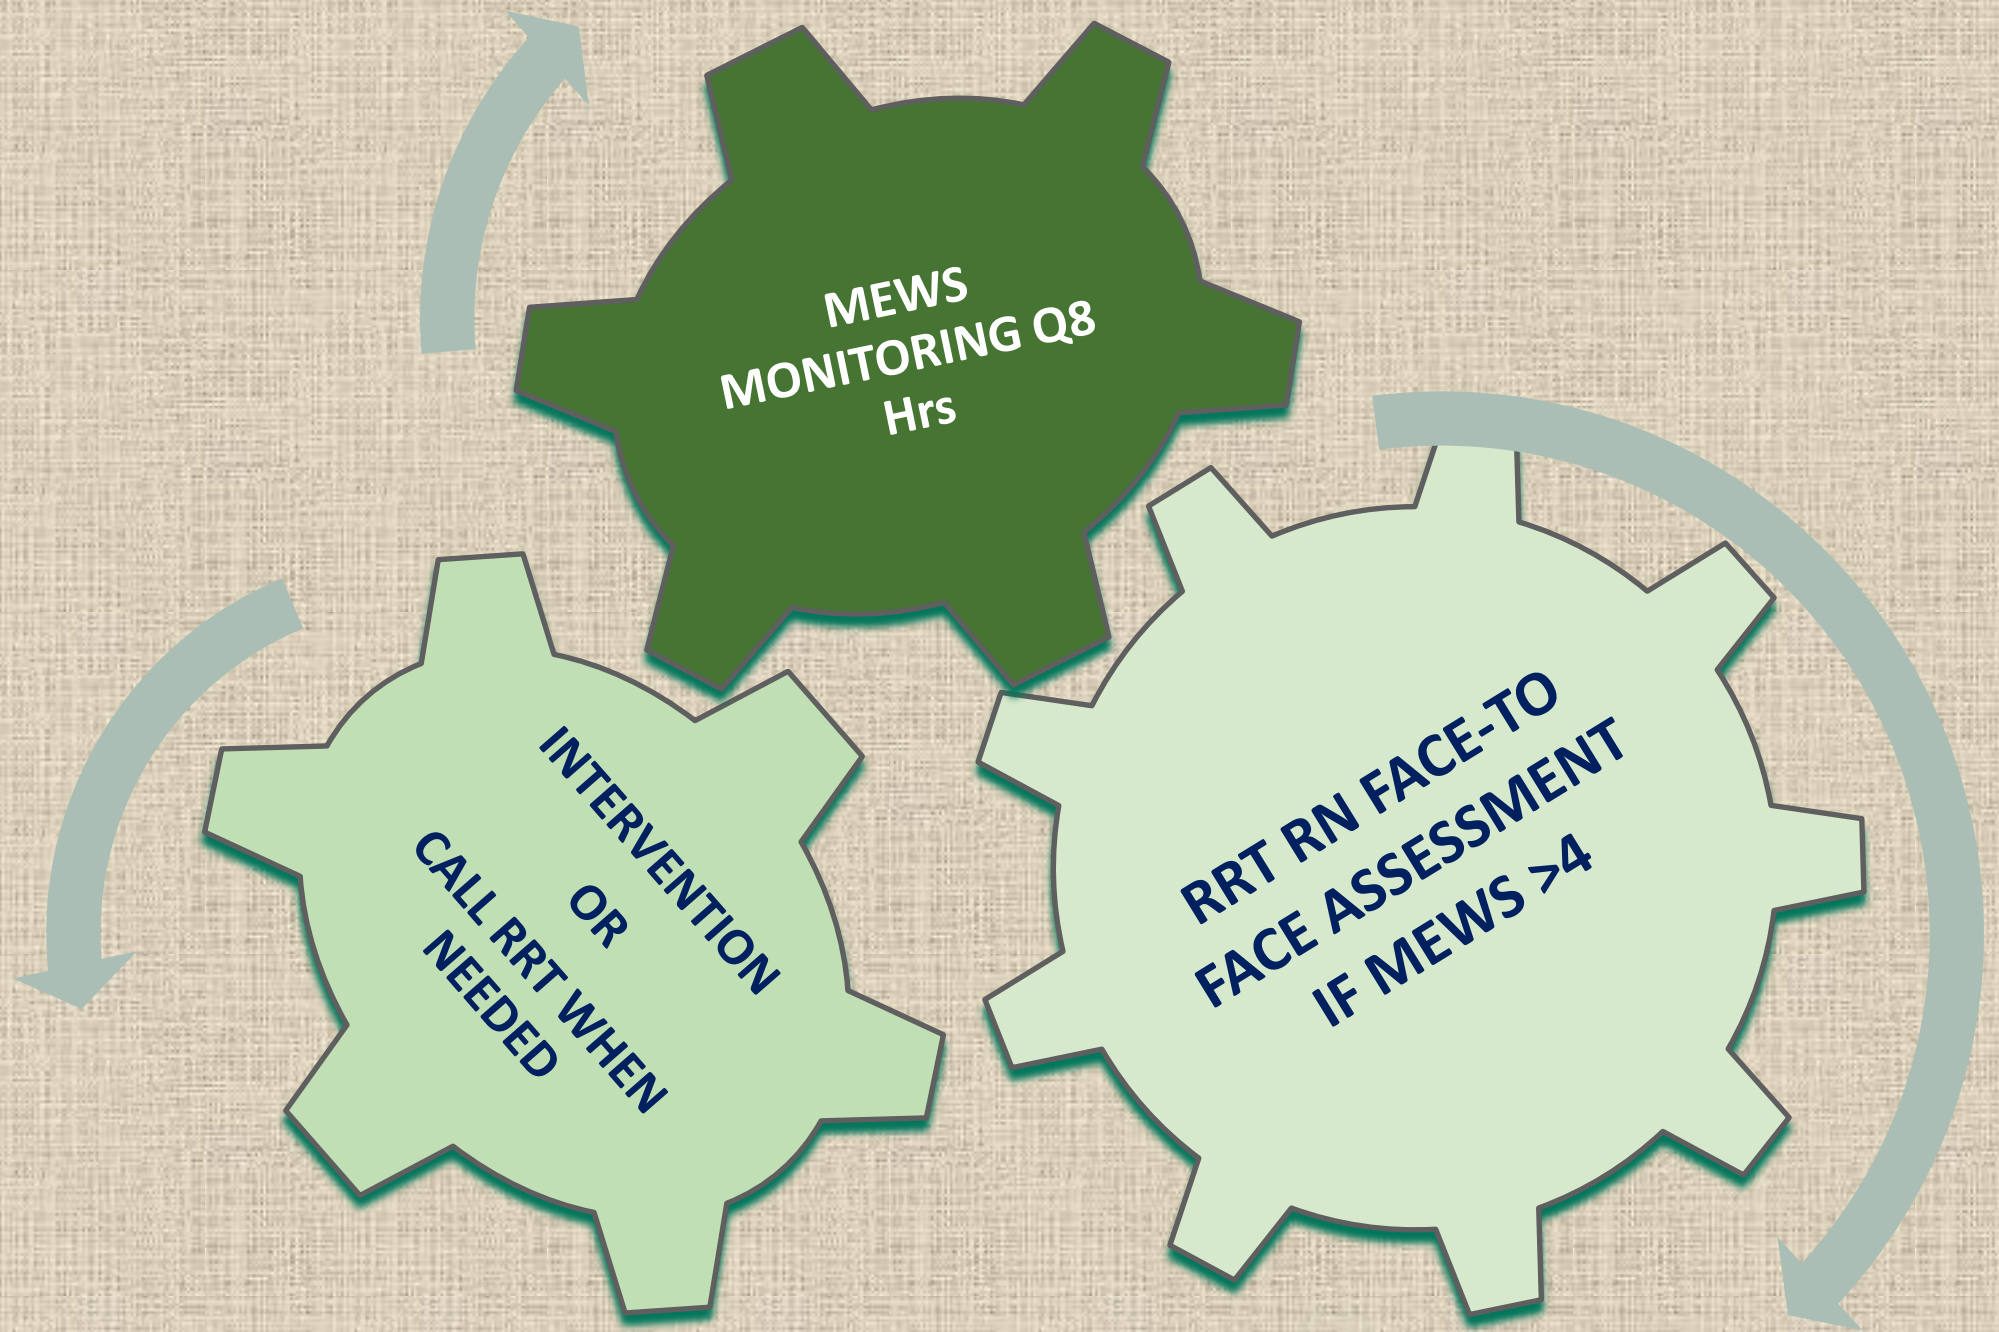 MEWS
MONITORING Q8
Hrs
RRT RN FACE-TO
FACE ASSESSMENT
IF MEWS >4
INTERVENTION
OR
CALL RRT WHEN
NEEDED